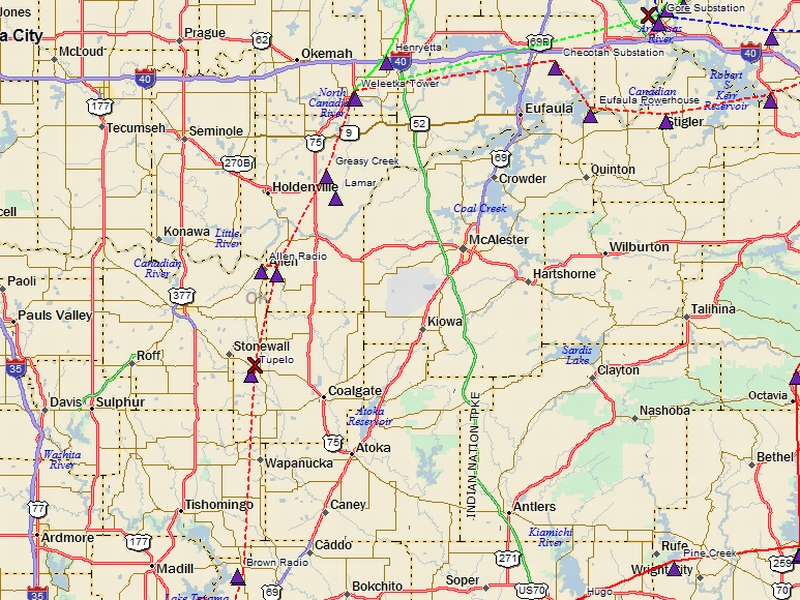 Jones
a City
McLoud
Prague
62
Okemah
Henryetta
40
69B
Gore Substation
Arkansas
River
Checotah Substation
40
40
Weleetka Tower
North
Canadian
River
Canadian
Robert
S.
Kerr
Reservoir
Eufaula Powerhouse
Eufaula
Stigler
177
Tecumseh
Seminole
9
52
75
270B
Greasy Creek
Lamar
Holdenville
69
Crowder
Quinton
cell
Konawa
Little
River
Coal Creek
McAlester
Wilburton
Allen Radio
Allen
Canadian
River
Hartshorne
Paoli
377
OK
Pauls Valley
Kiowa
Talihina
Stonewall
Tupelo
Roff
Sardis
Lake
Clayton
35
Davis
Sulphur
Coalgate
Atoka
Reservoir
INDIAN NATION TPKE
Octavia
Nashoba
75
Atoka
Washita
River
Wapanucka
Bethel
77
Tishomingo
Caney
Antlers
Kiamichi
River
Ardmore
177
Caddo
Rufe
Pine Creek
Madill
Brown Radio
271
Wright City
259
35
69
Bokchito
Soper
US70
Hugo
70